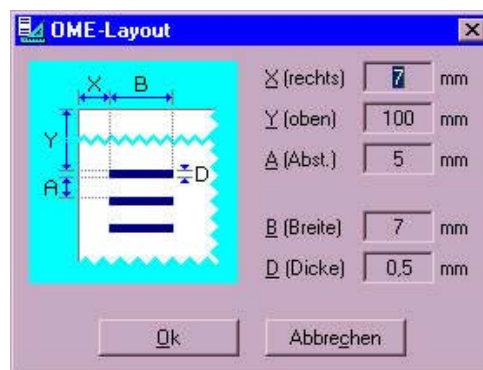 OME-Layout
X B
Y
D
A
X (rechts) 7 mm
Y (oben) 100 mm
A (Abst.) 5 mm
B (Breite) 7 mm
D (Dicke) 0,5 mm
Ok Abbrechen